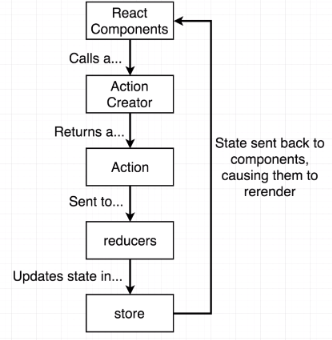 React
Components
Calls a...
Action
Creator
Returns a...
Action
Sent to...
reducers
Updates state in...
store
State sent back to
components,
causing them to
rerender